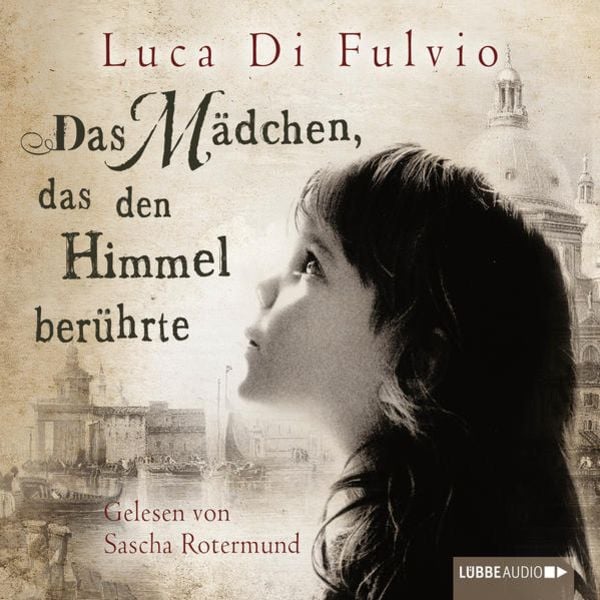 Luca Di Fulvio
Das Mädchen,
das den
Himmel
berührte
Gelesen von
Sascha Rotermund
LÜBBE AUDIO